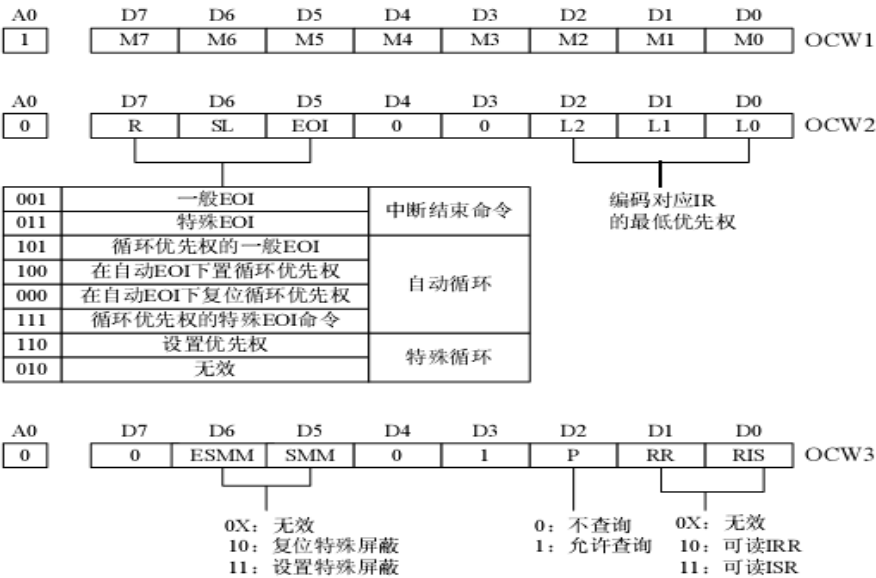 A0 D7 D6 D5 D4 D3 D2 D1 D0
1 M7 M6 M5 M4 M3 M2 M1 M0 OCW1
A0 D7 D6 D5 D4 D3 D2 D1 D0
0 R SL EOI 0 0 L2 L1 L0 OCW2
001 一般EOI 中断结束命令
011 特殊EOI
编码对应IR
的最低优先权
101 循环优先权的一般EOI 自动循环
100 在自动EOI下置循环优先权
000 在自动EOI下复位循环优先权
111 循环优先权的特殊EOI命令
110 设置优先权 特殊循环
010 无效
A0 D7 D6 D5 D4 D3 D2 D1 D0
0 0 ESMM SMM 0 1 P RR RIS OCW3
0X：无效
10：复位特殊屏蔽
11：设置特殊屏蔽
0：不查询
1：允许查询
0X：无效
10：可读IRR
11：可读ISR